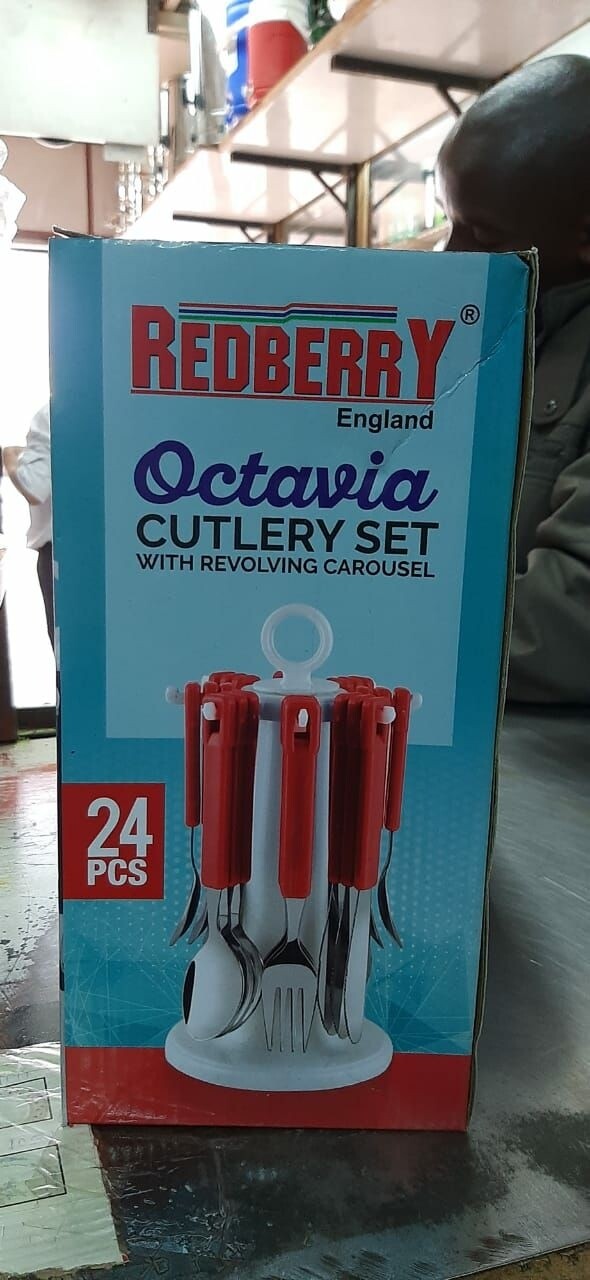 REDBERRY®
England
Octavia
CUTLERY SET
WITH REVOLVING CAROUSEL
24
PCS